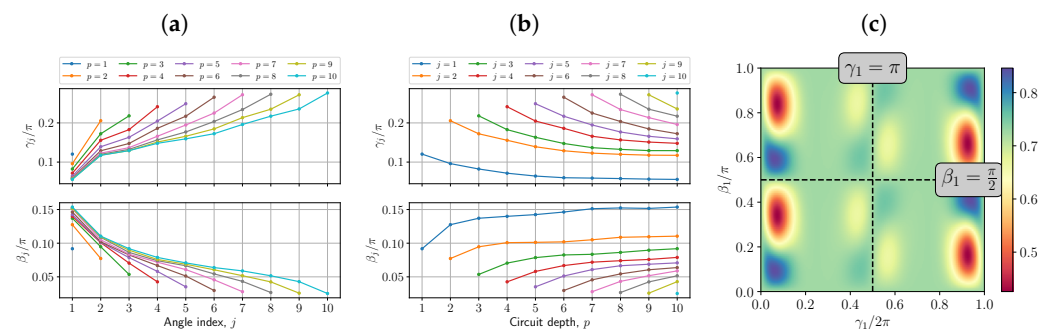 (a)
(b)
(c)
p = 1 p = 3 p = 5 p = 7 p = 9
p = 2 p = 4 p = 6 p = 8 p = 10
γj/π
0.2
0.1
βj/π
0.15
0.10
0.05
1 2 3 4 5 6 7 8 9 10
Angle index, j
j = 1 j = 3 j = 5 j = 7 j = 9
j = 2 j = 4 j = 6 j = 8 j = 10
γj/π
0.2
0.1
βj/π
0.15
0.10
0.05
1 2 3 4 5 6 7 8 9 10
Circuit depth, p
γ1 = π
β1 = π/2
β1/π
1.0
0.8
0.6
0.4
0.2
0.0
0.0 0.2 0.4 0.6 0.8 1.0
γ1/2π
0.8
0.7
0.6
0.5